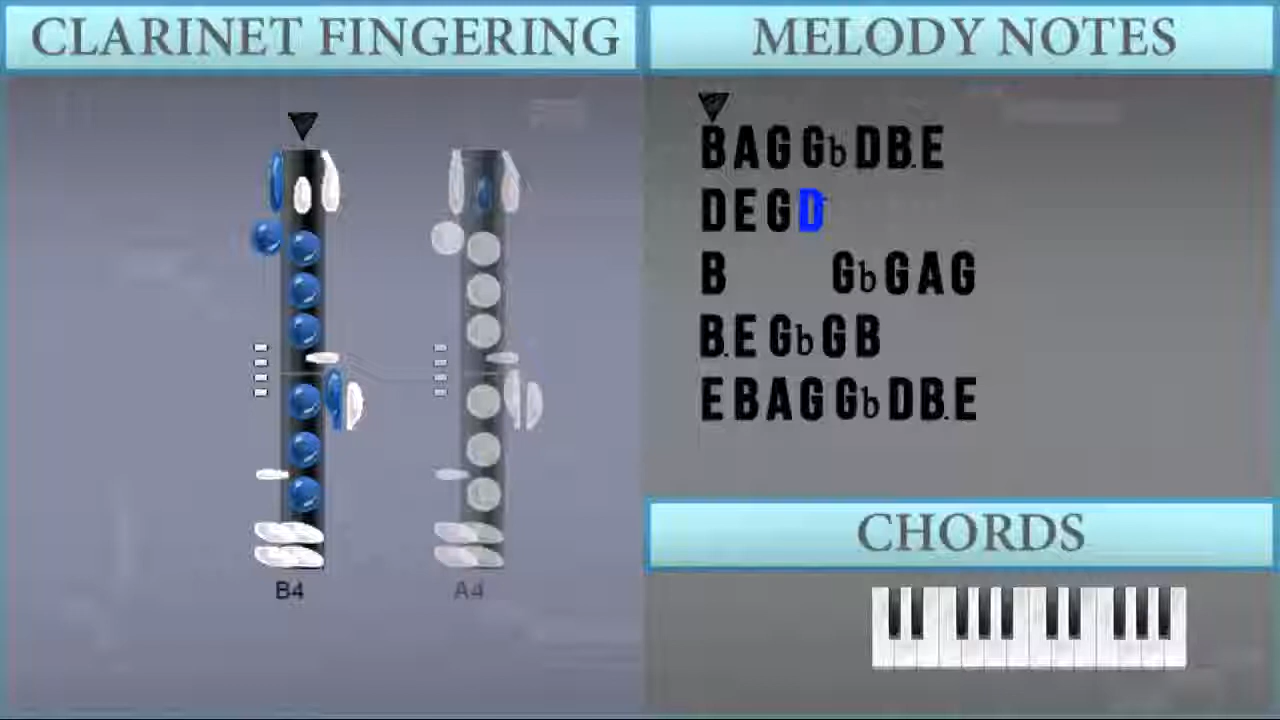 CLARINET FINGERING
B4 A4
MELODY NOTES
B A G G♭ D B. E
D E G D
B G♭ G A G
B. E G♭ G B
E B A G G♭ D B. E
CHORDS